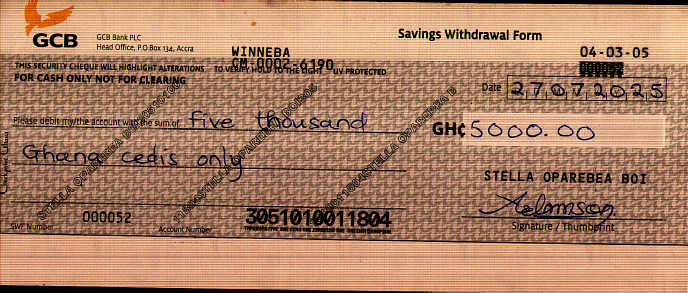 GCB
GCB Bank PLC
Head Office, P.O.Box 134, Accra
Savings Withdrawal Form
WINNEBA
CM-0002-6190
04-03-05
000052
THIS SECURITY CHEQUE WILL HIGHLIGHT ALTERATIONS TO VERIFY HOLD TO THE LIGHT UV PROTECTED
FOR CASH ONLY NOT FOR CLEARING
Date 27072025
Please debit my/the account with the sum of five thousand
GH¢ 5000.00
Ghana cedis only
STELLA OPAREBEA BOI
000052
3051010011804
SWF Number
Account Number
Signature / Thumbprint